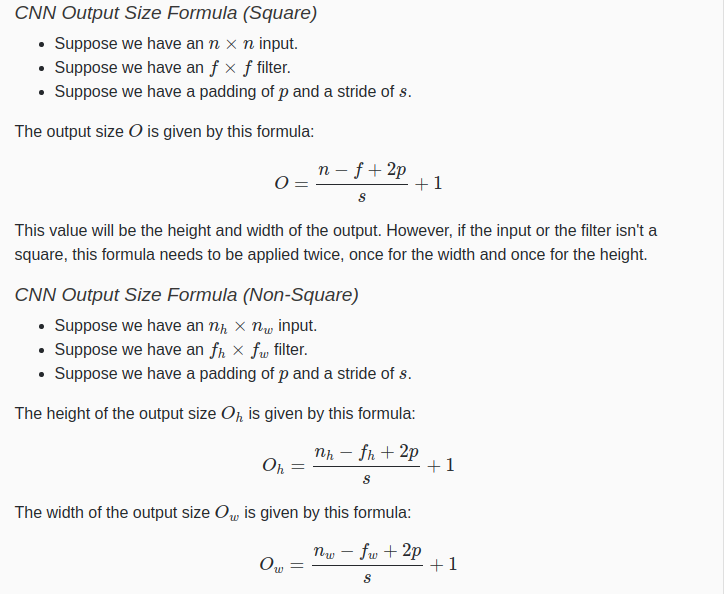 CNN Output Size Formula (Square)
• Suppose we have an n × n input.
• Suppose we have an f × f filter.
• Suppose we have a padding of p and a stride of s.
The output size O is given by this formula:
O = \frac{n − f + 2p}{s} + 1
This value will be the height and width of the output. However, if the input or the filter isn't a
square, this formula needs to be applied twice, once for the width and once for the height.
CNN Output Size Formula (Non-Square)
• Suppose we have an n_h × n_w input.
• Suppose we have an f_h × f_w filter.
• Suppose we have a padding of p and a stride of s.
The height of the output size O_h is given by this formula:
O_h = \frac{n_h − f_h + 2p}{s} + 1
The width of the output size O_w is given by this formula:
O_w = \frac{n_w − f_w + 2p}{s} + 1